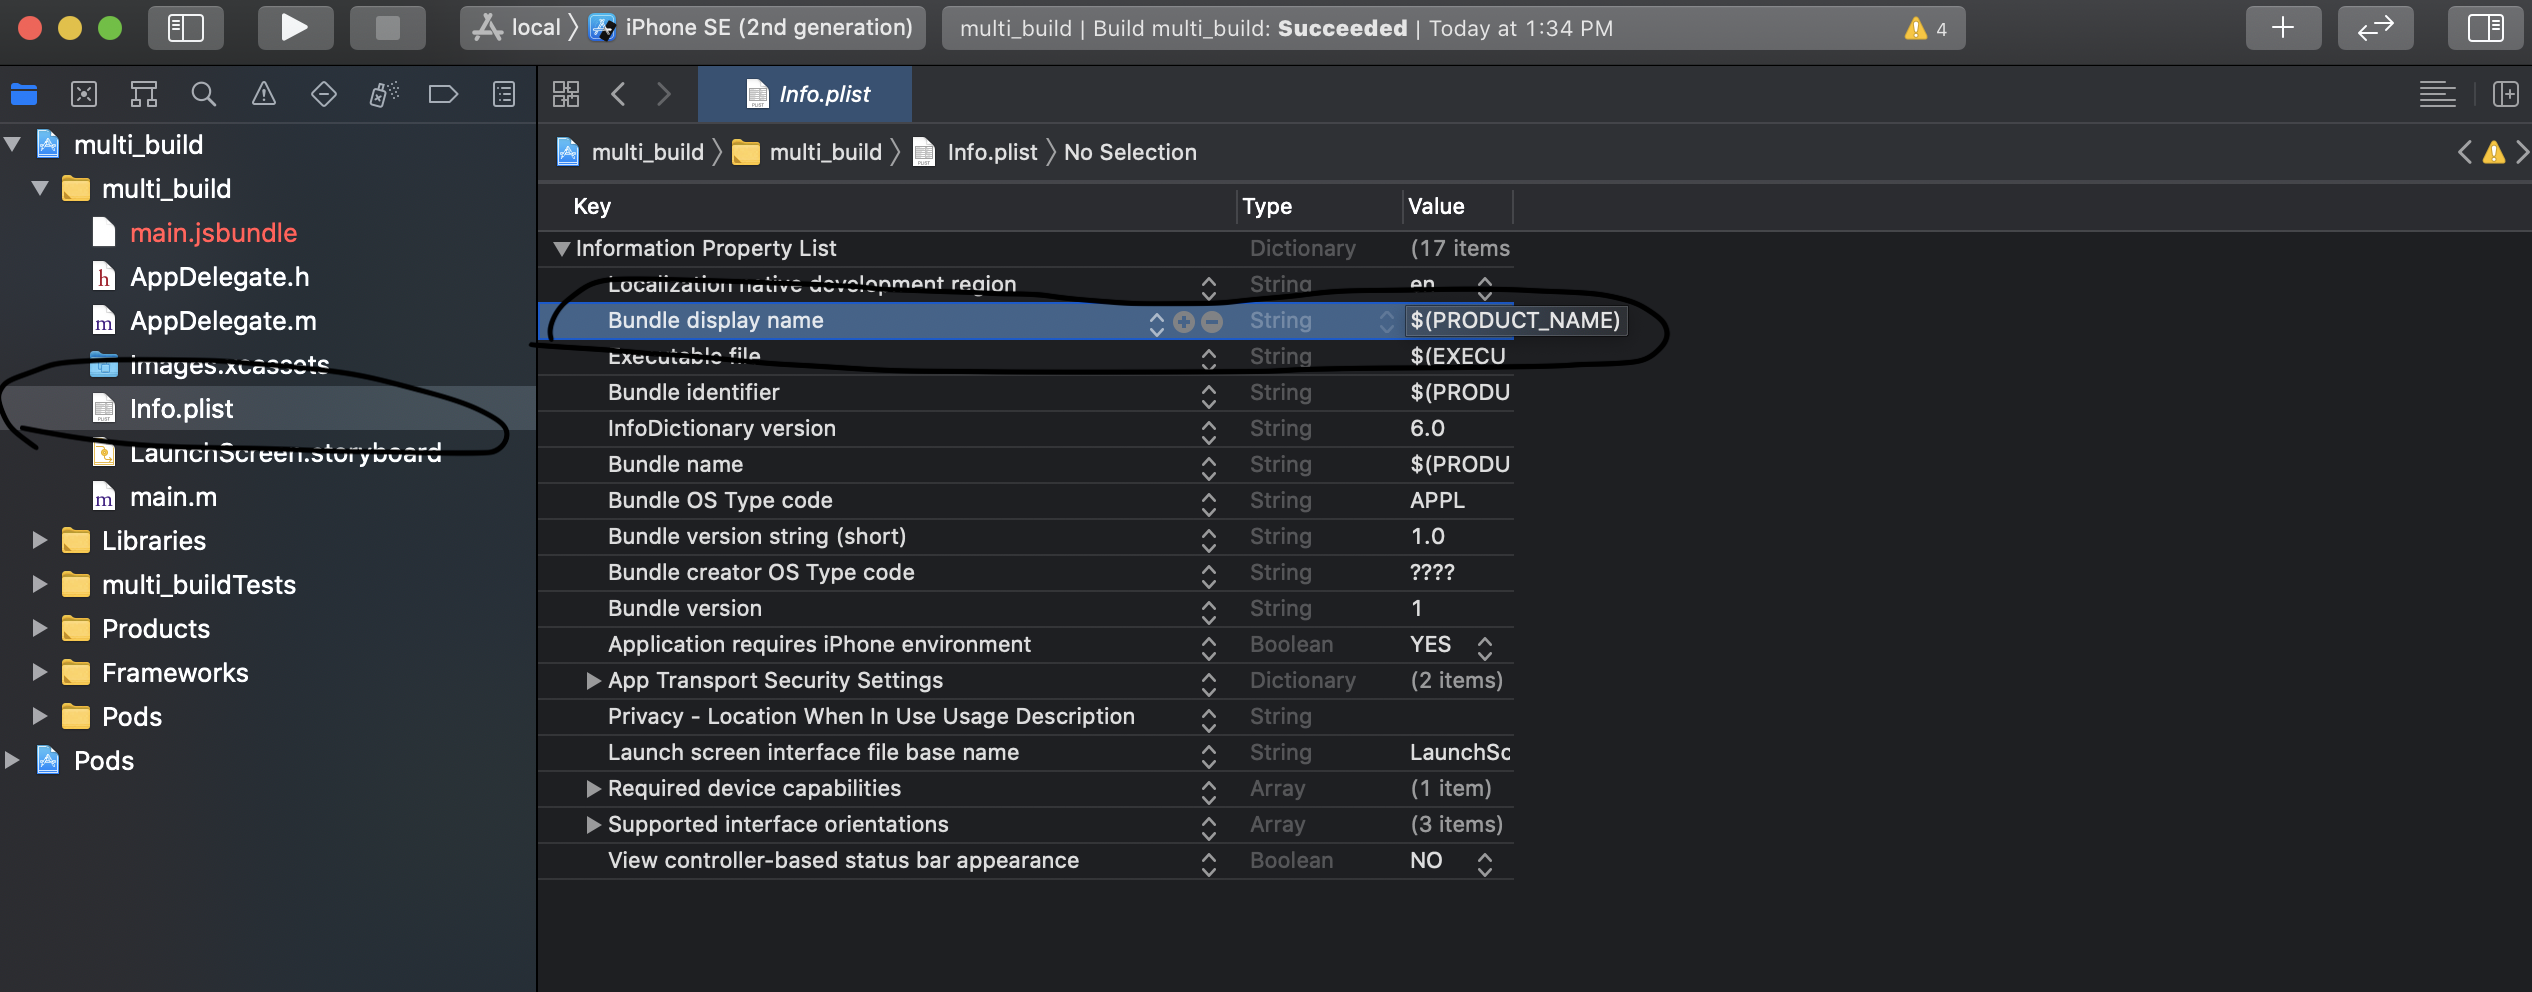 local 〉 iPhone SE (2nd generation)
multi_build | Build multi_build: Succeeded | Today at 1:34 PM
4
Info.plist
multi_build 〉 multi_build 〉 Info.plist 〉 No Selection
multi_build
multi_build
main.jsbundle
AppDelegate.h
AppDelegate.m
Images.xcassets
Info.plist
LaunchScreen.storyboard
main.m
Libraries
multi_buildTests
Products
Frameworks
Pods
Pods
Key Type Value
Information Property List Dictionary (17 items
Localization native development region String en
Bundle display name String $(PRODUCT_NAME)
Executable file String $(EXECU
Bundle identifier String $(PRODU
InfoDictionary version String 6.0
Bundle name String $(PRODU
Bundle OS Type code String APPL
Bundle version string (short) String 1.0
Bundle creator OS Type code String ????
Bundle version String 1
Application requires iPhone environment Boolean YES
App Transport Security Settings Dictionary (2 items)
Privacy - Location When In Use Usage Description String
Launch screen interface file base name String LaunchSc
Required device capabilities Array (1 item)
Supported interface orientations Array (3 items)
View controller-based status bar appearance Boolean NO